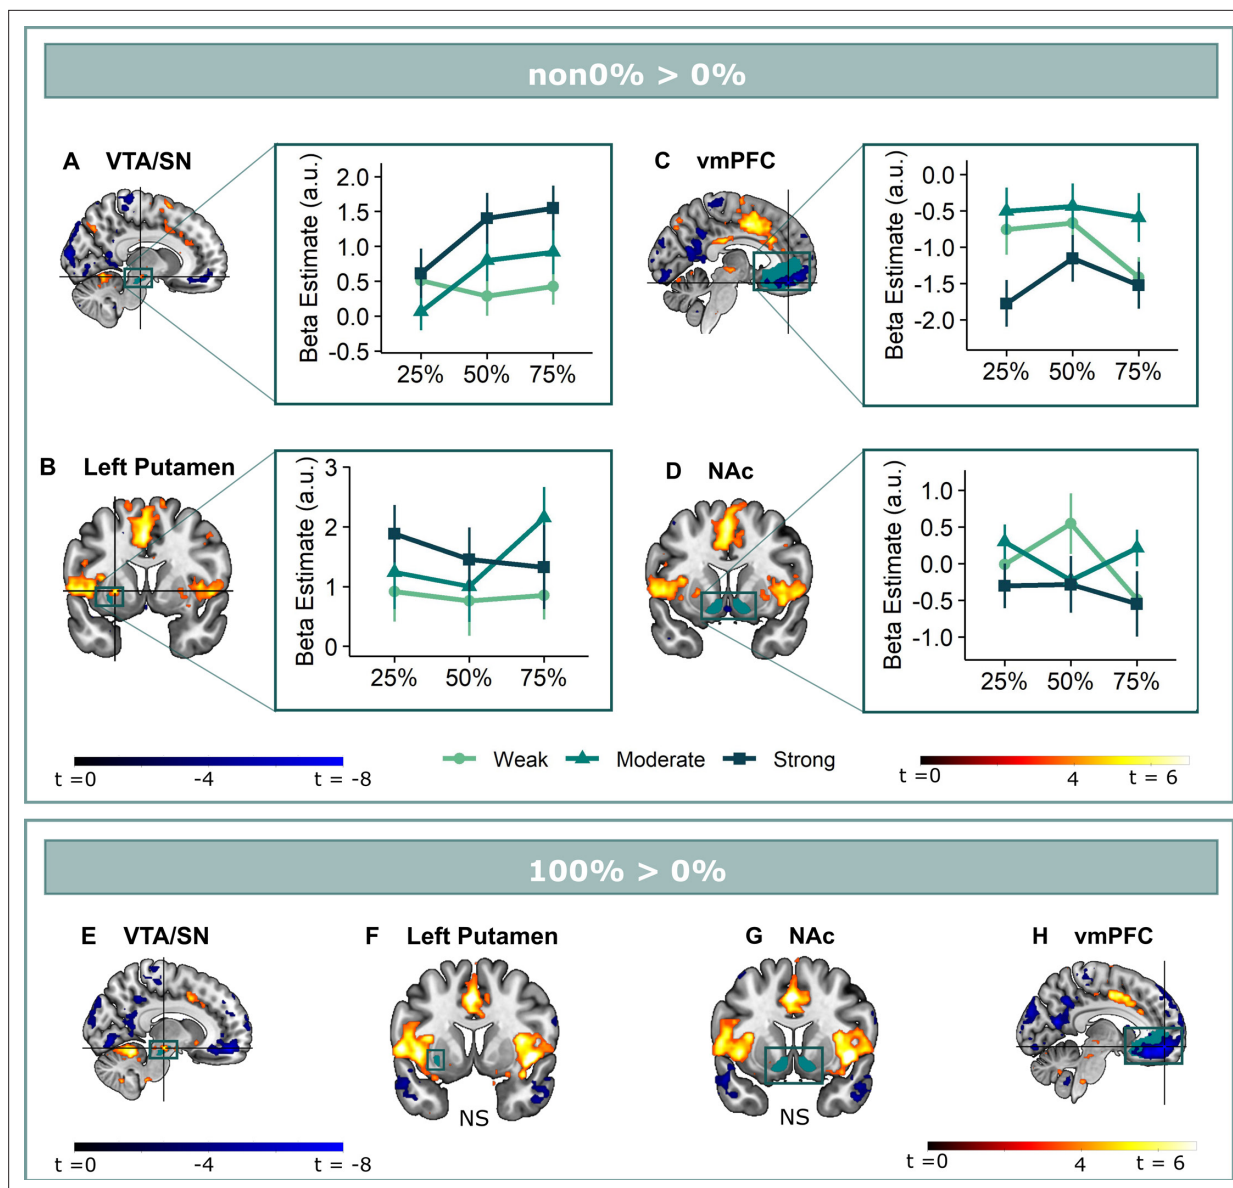 non0% > 0%
A VTA/SN
Beta Estimate (a.u.)
2.0
1.5
1.0
0.5
0.0
-0.5
25% 50% 75%
C vmPFC
Beta Estimate (a.u.)
0.0
-0.5
-1.0
-1.5
-2.0
25% 50% 75%
B Left Putamen
Beta Estimate (a.u.)
3
2
1
0
25% 50% 75%
D NAc
Beta Estimate (a.u.)
1.0
0.5
0.0
-0.5
-1.0
25% 50% 75%
t =0 -4 t = -8
Weak Moderate Strong
t =0 4 t = 6
100% > 0%
E VTA/SN
F Left Putamen
NS
G NAc
NS
H vmPFC
t =0 -4 t = -8
t =0 4 t = 6